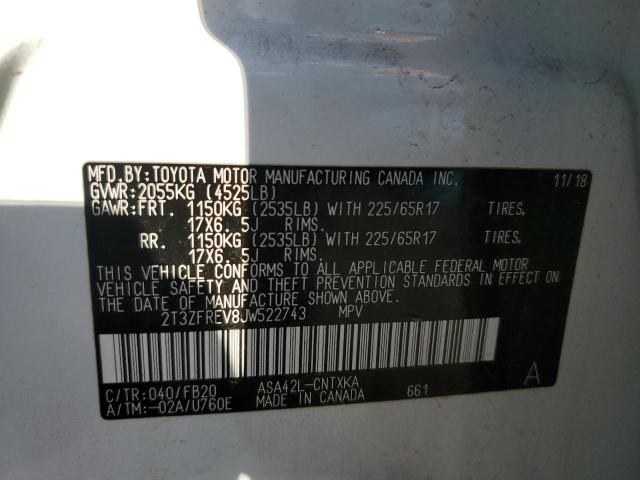 MFD.BY:TOYOTA MOTOR MANUFACTURING CANADA INC. 11/18
GVWR:2055KG (4525LB)
GAWR:FRT. 1150KG (2535LB) WITH 225/65R17 TIRES,
17X6.5J RIMS.
RR. 1150KG (2535LB) WITH 225/65R17 TIRES,
17X6.5J RIMS.
THIS VEHICLE CONFORMS TO ALL APPLICABLE FEDERAL MOTOR
VEHICLE SAFETY AND THEFT PREVENTION STANDARDS IN EFFECT ON
THE DATE OF MANUFACTURE SHOWN ABOVE.
2T3ZFREV8JW522743 MPV
C/TR:040/FB20 ASA42L-CNTXKA 661 A
A/TM:-02A/U760E MADE IN CANADA